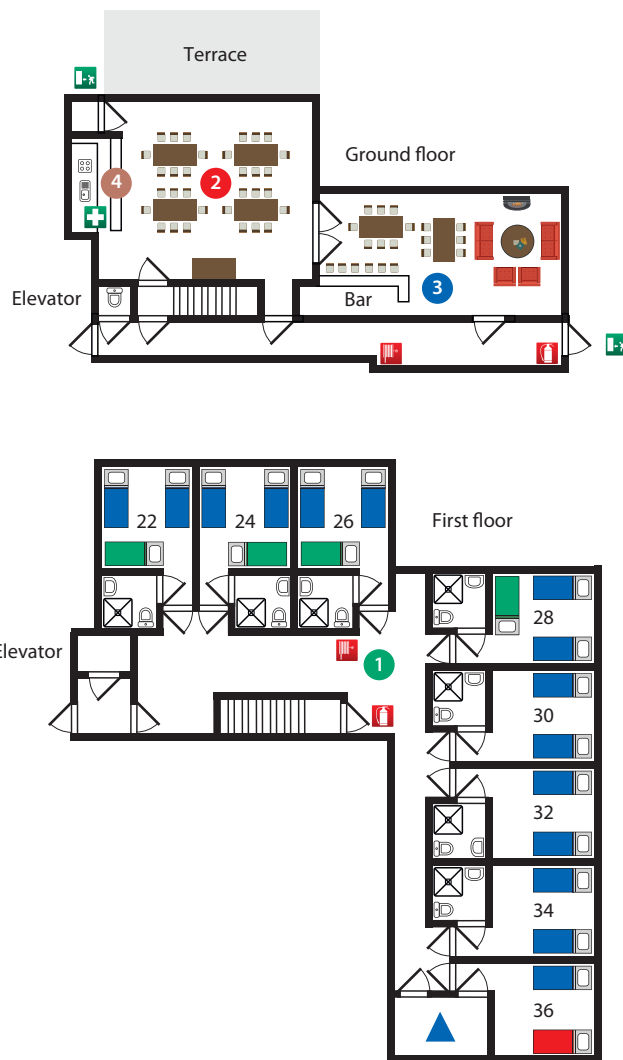 Terrace
Ground floor
4
2
Elevator
Bar
3
22
24
26
First floor
28
Elevator
1
30
32
34
36